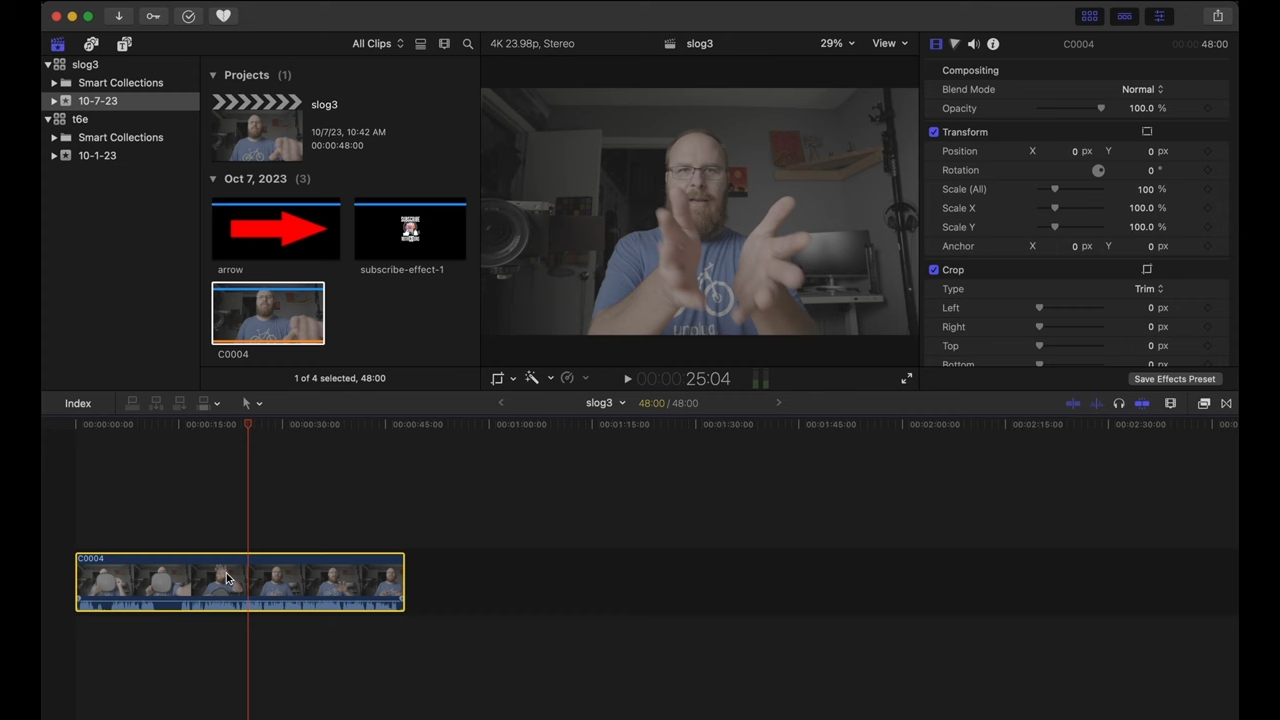 All Clips
4K 23.98p, Stereo
slog3
29%
View
C0004
00:00:48:00
slog3
Smart Collections
10-7-23
t6e
Smart Collections
10-1-23
Projects (1)
slog3
10/7/23, 10:42 AM
00:00:48:00
Oct 7, 2023 (3)
arrow
SUBSCRIBE
subscribe-effect-1
C0004
1 of 4 selected, 48:00
unplug
00:00:25:04
Compositing
Blend Mode Normal
Opacity 100.0 %
Transform
Position X 0 px Y 0 px
Rotation 0 °
Scale (All) 100 %
Scale X 100.0 %
Scale Y 100.0 %
Anchor X 0 px Y 0 px
Crop
Type Trim
Left 0 px
Right 0 px
Top 0 px
Bottom 0 px
Save Effects Preset
Index
slog3
48:00 / 48:00
00:00:00:00 00:00:15:00 00:00:30:00 00:00:45:00 00:01:00:00 00:01:15:00 00:01:30:00 00:01:45:00 00:02:00:00 00:02:15:00 00:02:30:00 00:0
C0004